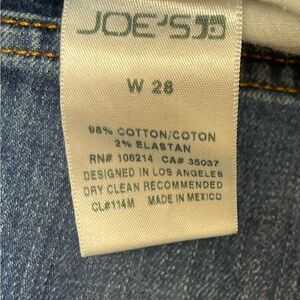 JOE'S
W 28
98% COTTON/COTON
2% ELASTAN
RN# 108214 CA# 35037
DESIGNED IN LOS ANGELES
DRY CLEAN RECOMMENDED
CL#114M MADE IN MEXICO